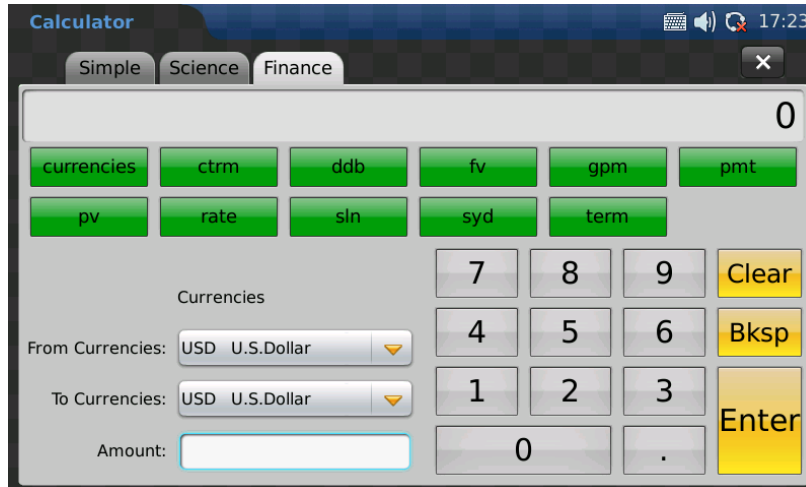 Calculator 17:23
Simple Science Finance
0
currencies ctrm ddb fv gpm pmt
pv rate sln syd term
7 8 9 Clear
Currencies
4 5 6 Bksp
From Currencies: USD U.S.Dollar
1 2 3
To Currencies: USD U.S.Dollar
Enter
Amount:
0 .